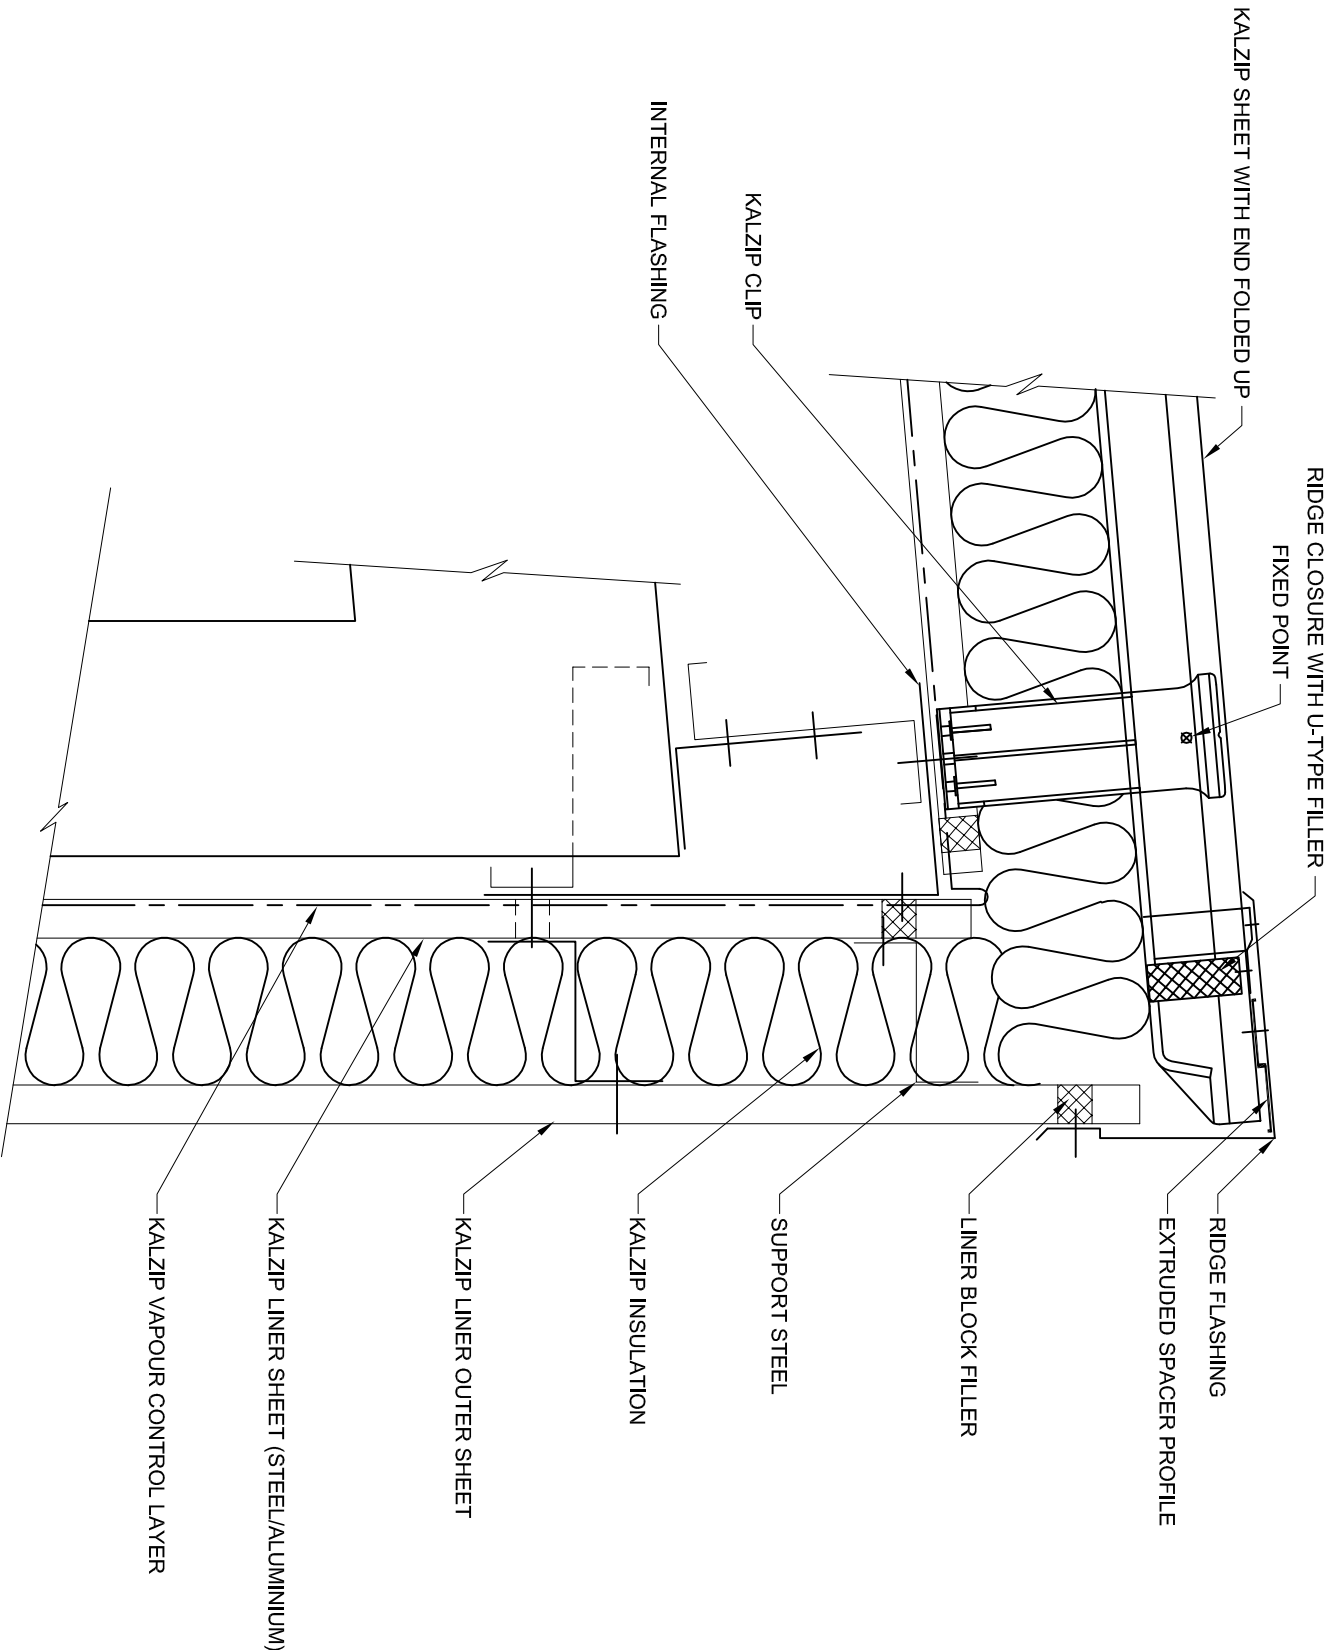 KALZIP SHEET WITH END FOLDED UP
RIDGE CLOSURE WITH U-TYPE FILLER
FIXED POINT
KALZIP CLIP
INTERNAL FLASHING
RIDGE FLASHING
EXTRUDED SPACER PROFILE
LINER BLOCK FILLER
SUPPORT STEEL
KALZIP INSULATION
KALZIP LINER OUTER SHEET
KALZIP LINER SHEET (STEEL/ALUMINIUM)
KALZIP VAPOUR CONTROL LAYER